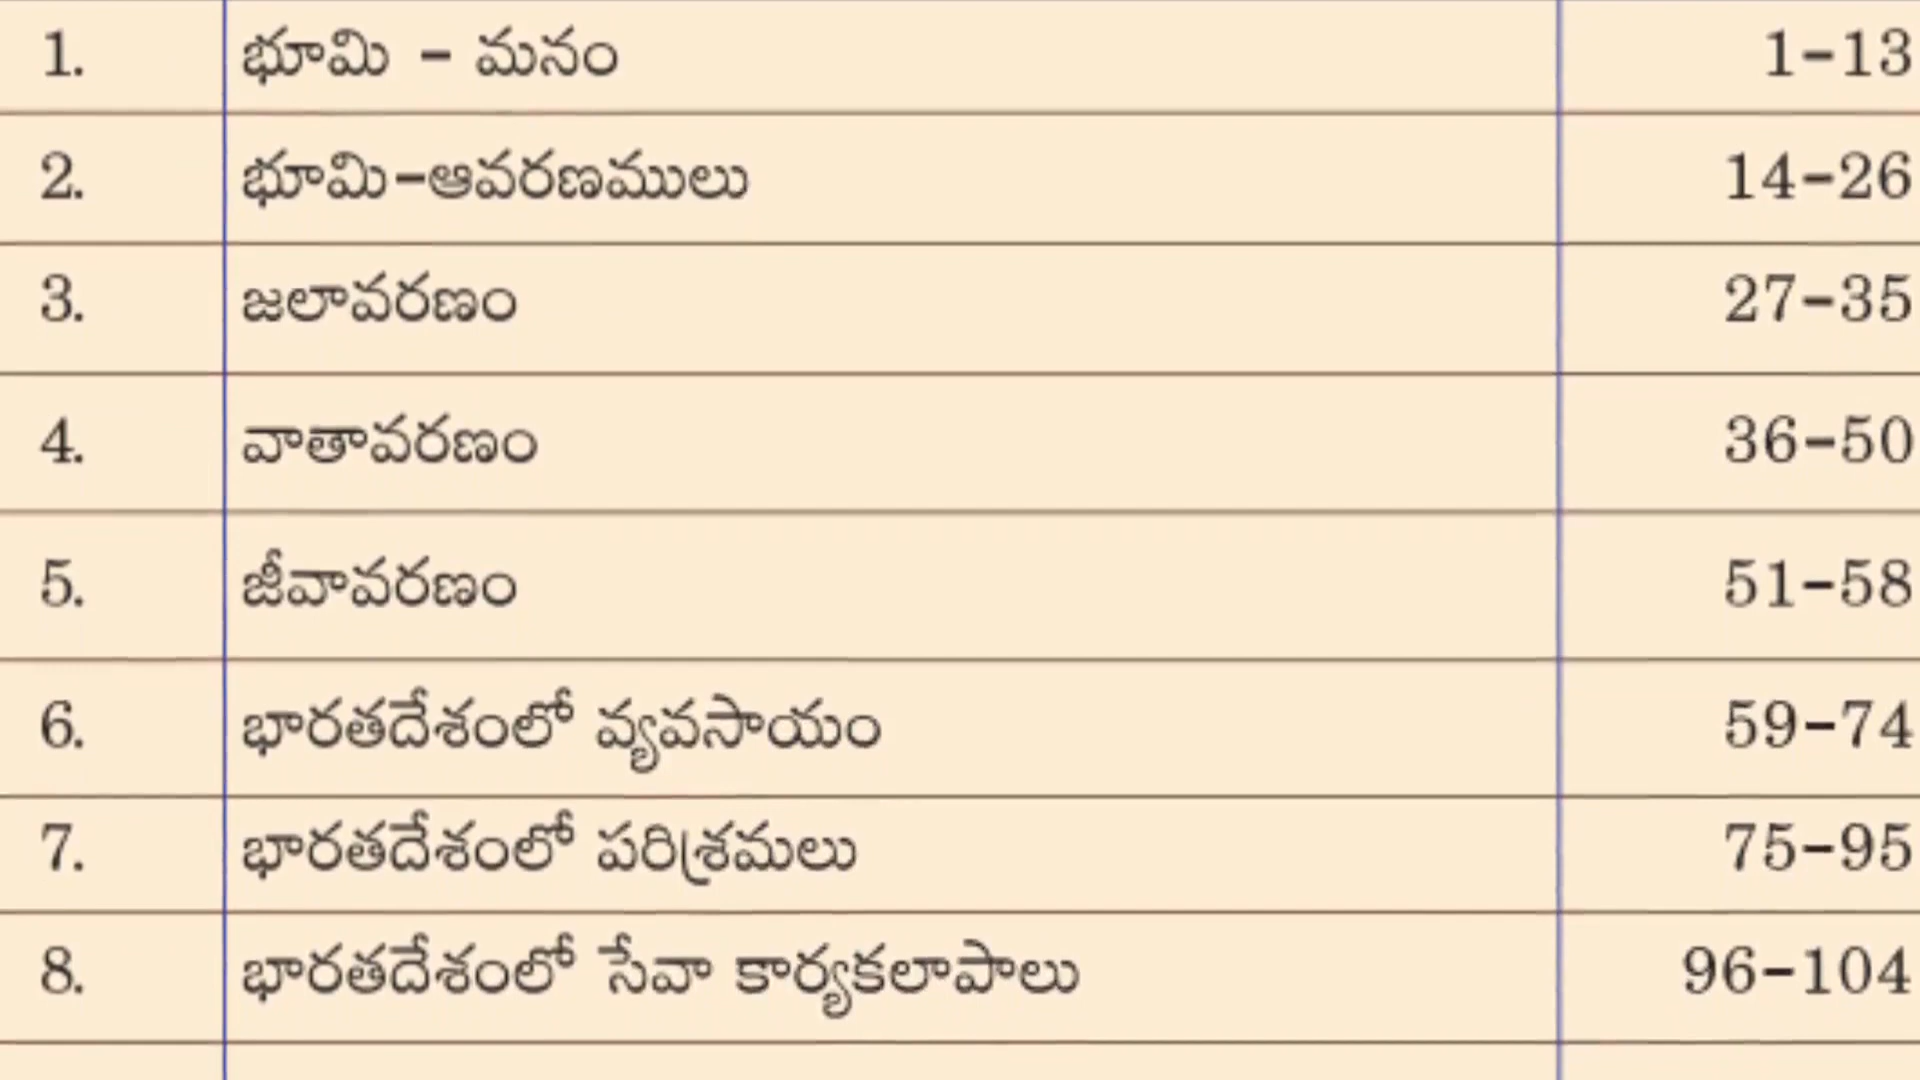 1. భూమి - మనం 1-13
2. భూమి-ఆవరణములు 14-26
3. జలావరణం 27-35
4. వాతావరణం 36-50
5. జీవావరణం 51-58
6. భారతదేశంలో వ్యవసాయం 59-74
7. భారతదేశంలో పరిశ్రమలు 75-95
8. భారతదేశంలో సేవా కార్యకలాపాలు 96-104